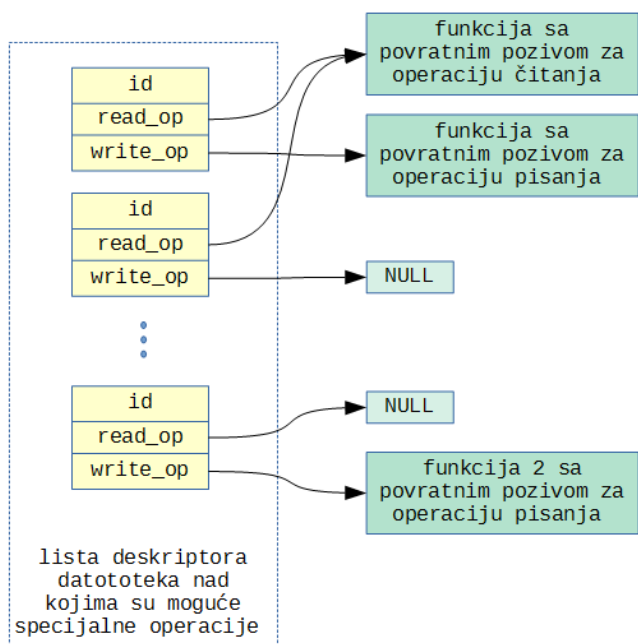 id
read_op
write_op
id
read_op
write_op
id
read_op
write_op
lista deskriptora
datototeka nad
kojima su moguće
specijalne operacije
funkcija sa
povratnim pozivom za
operaciju čitanja
funkcija sa
povratnim pozivom za
operaciju pisanja
NULL
NULL
funkcija 2 sa
povratnim pozivom za
operaciju pisanja